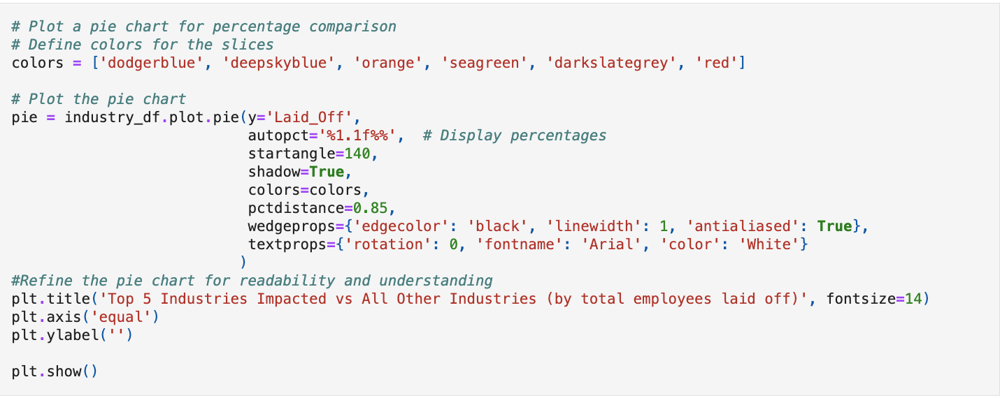 # Plot a pie chart for percentage comparison
# Define colors for the slices
colors = ['dodgerblue', 'deepskyblue', 'orange', 'seagreen', 'darkslategrey', 'red']

# Plot the pie chart
pie = industry_df.plot.pie(y='Laid_Off',
                           autopct='%1.1f%%',  # Display percentages
                           startangle=140,
                           shadow=True,
                           colors=colors,
                           pctdistance=0.85,
                           wedgeprops={'edgecolor': 'black', 'linewidth': 1, 'antialiased': True},
                           textprops={'rotation': 0, 'fontname': 'Arial', 'color': 'White'}
                          )
#Refine the pie chart for readability and understanding
plt.title('Top 5 Industries Impacted vs All Other Industries (by total employees laid off)', fontsize=14)
plt.axis('equal')
plt.ylabel('')

plt.show()